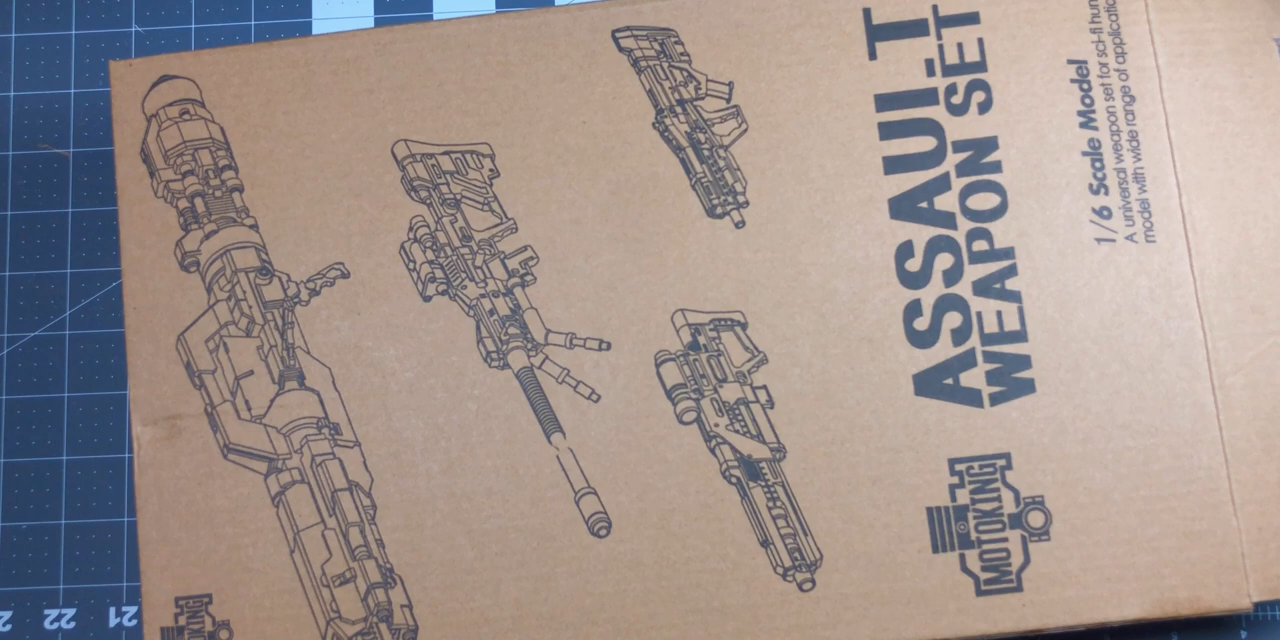 ASSAULT
WEAPON SET
1/6 Scale Model
A universal weapon set for sci-fi
model with wide range of
MOTOKING
22
21